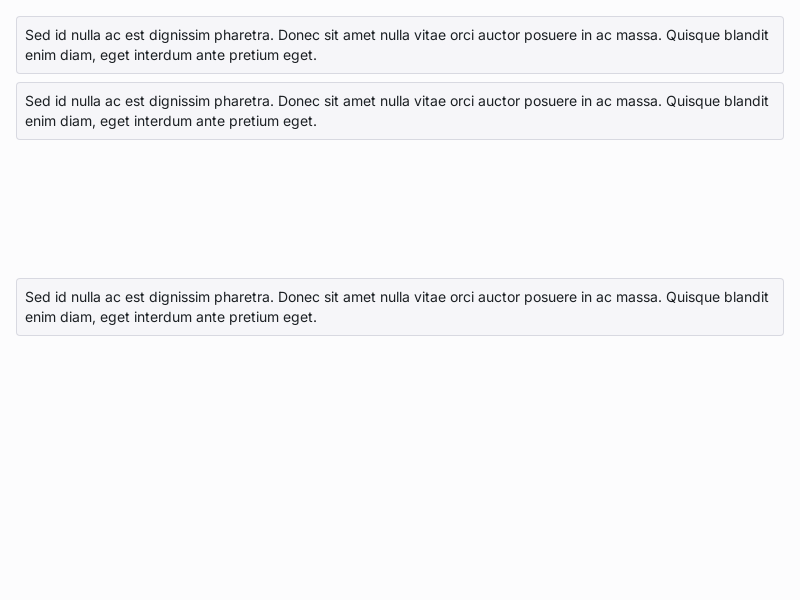 Sed id nulla ac est dignissim pharetra. Donec sit amet nulla vitae orci auctor posuere in ac massa. Quisque blandit
enim diam, eget interdum ante pretium eget.
Sed id nulla ac est dignissim pharetra. Donec sit amet nulla vitae orci auctor posuere in ac massa. Quisque blandit
enim diam, eget interdum ante pretium eget.
Sed id nulla ac est dignissim pharetra. Donec sit amet nulla vitae orci auctor posuere in ac massa. Quisque blandit
enim diam, eget interdum ante pretium eget.